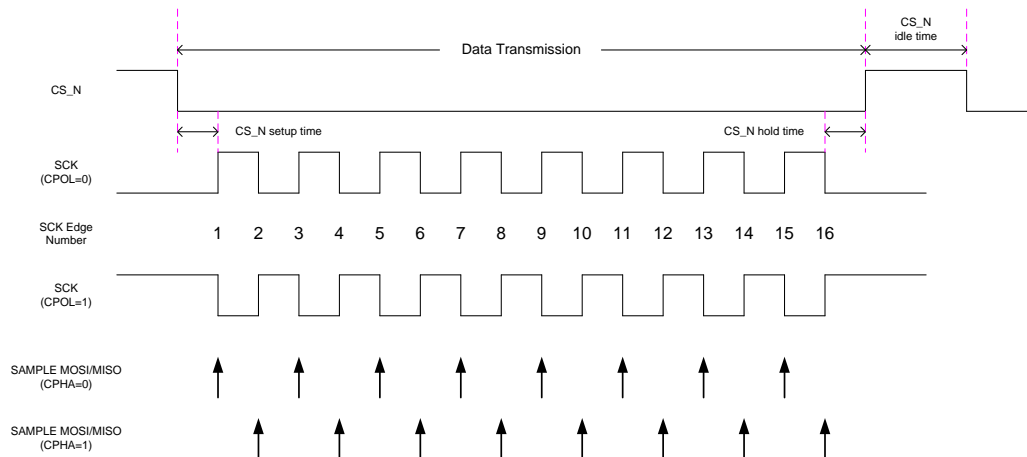 CS_N
idle time
Data Transmission
CS_N
CS_N setup time
CS_N hold time
SCK
(CPOL=0)
SCK Edge
Number
1 2 3 4 5 6 7 8 9 10 11 12 13 14 15 16
SCK
(CPOL=1)
SAMPLE MOSI/MISO
(CPHA=0)
SAMPLE MOSI/MISO
(CPHA=1)